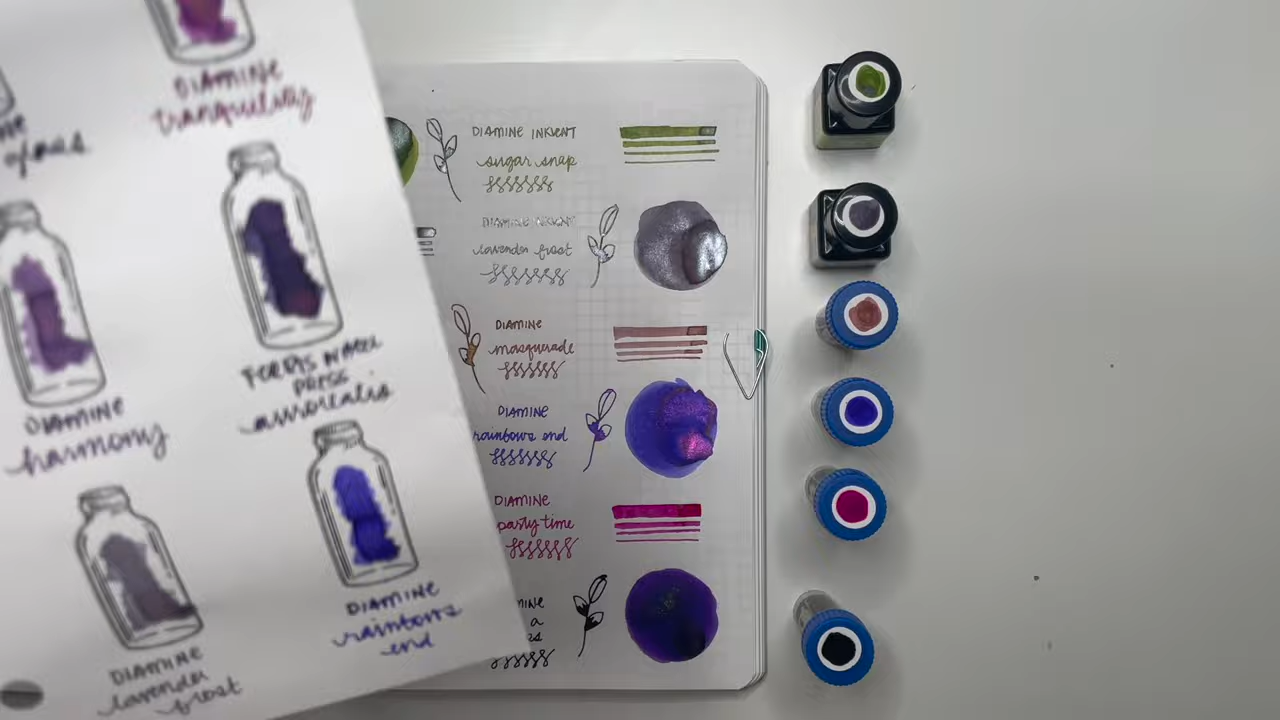 DIAMINE
tranquility
DIAMINE
harmony
FERRIS WHEEL
PRESS
DIAMINE
lavender
frost
DIAMINE
rainbows
end
DIAMINE INKVENT
sugar snap
DIAMINE INKVENT
lavender frost
DIAMINE
masquerade
DIAMINE
rainbows end
DIAMINE
party time
a